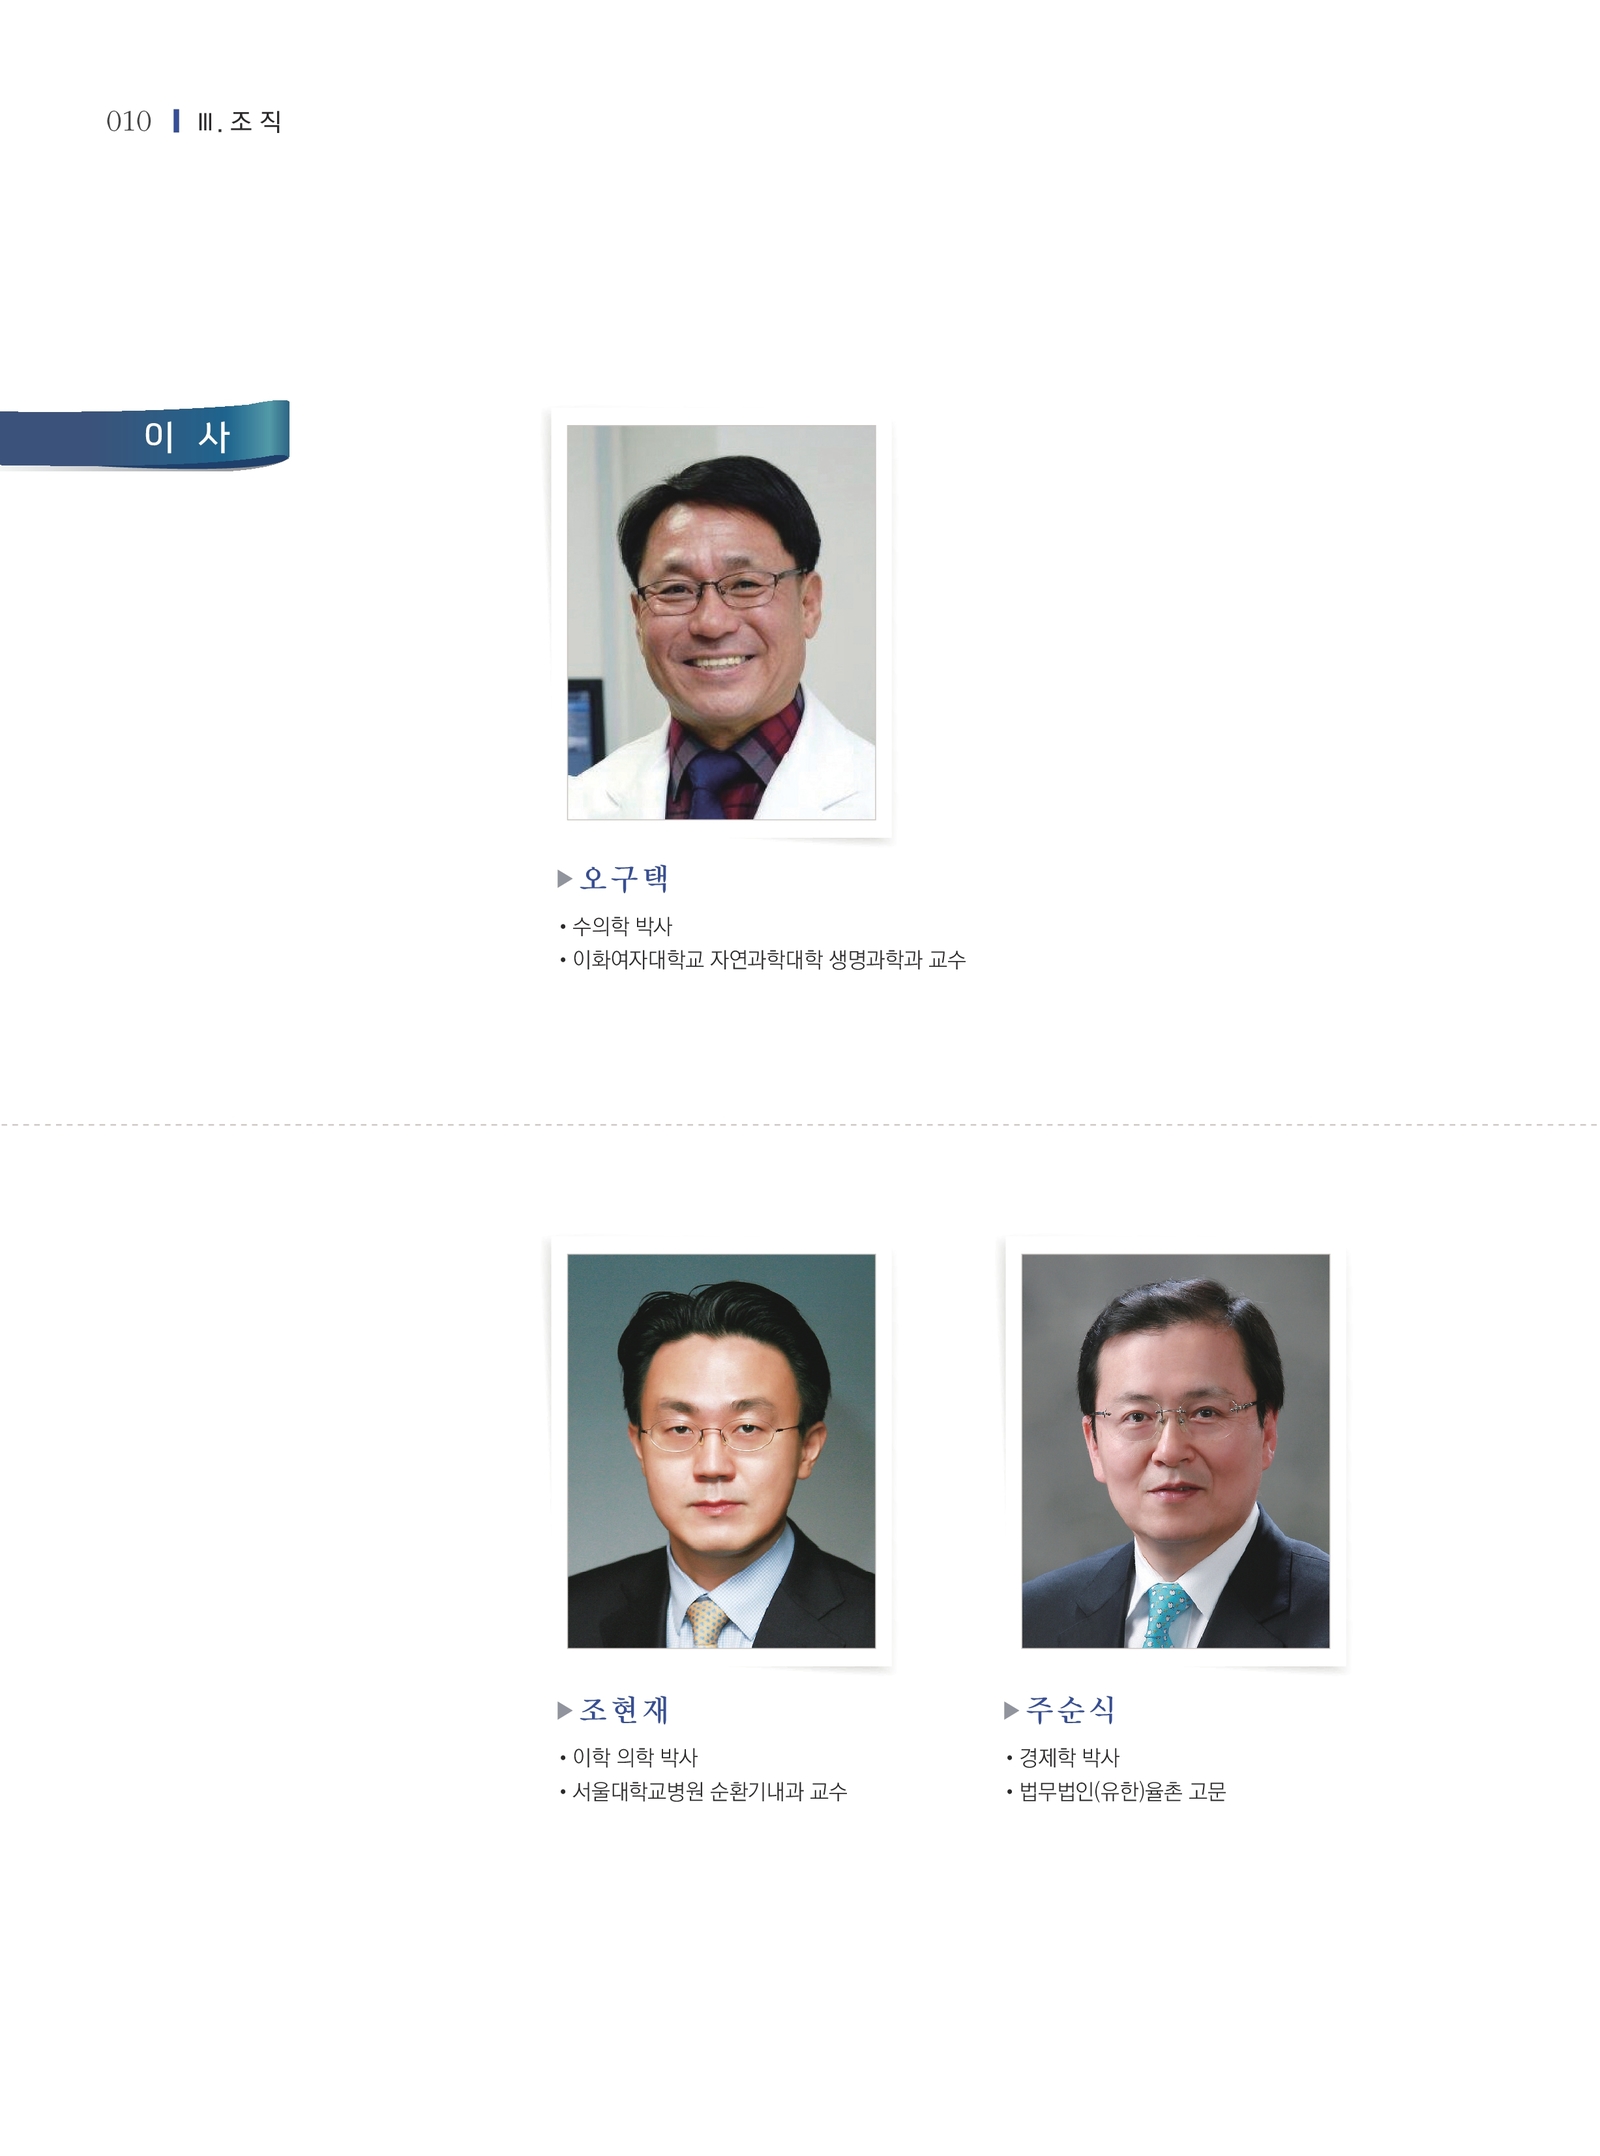 010 Ⅲ. 조 직
이 사
▶오구택
• 수의학 박사
• 이화여자대학교 자연과학대학 생명과학과 교수
▶조현재
• 이학 의학 박사
• 서울대학교병원 순환기내과 교수
▶주순식
• 경제학 박사
• 법무법인(유한)율촌 고문